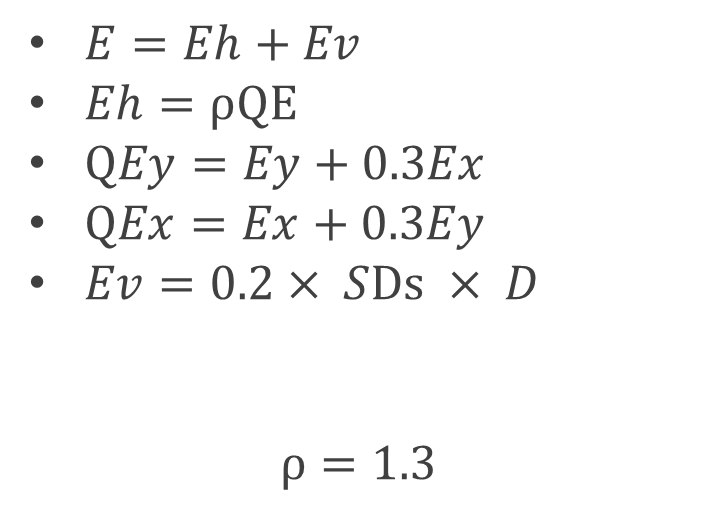 • E = Eh + Ev
• Eh = ρQE
• QEy = Ey + 0.3Ex
• QEx = Ex + 0.3Ey
• Ev = 0.2 × SDs × D
ρ = 1.3